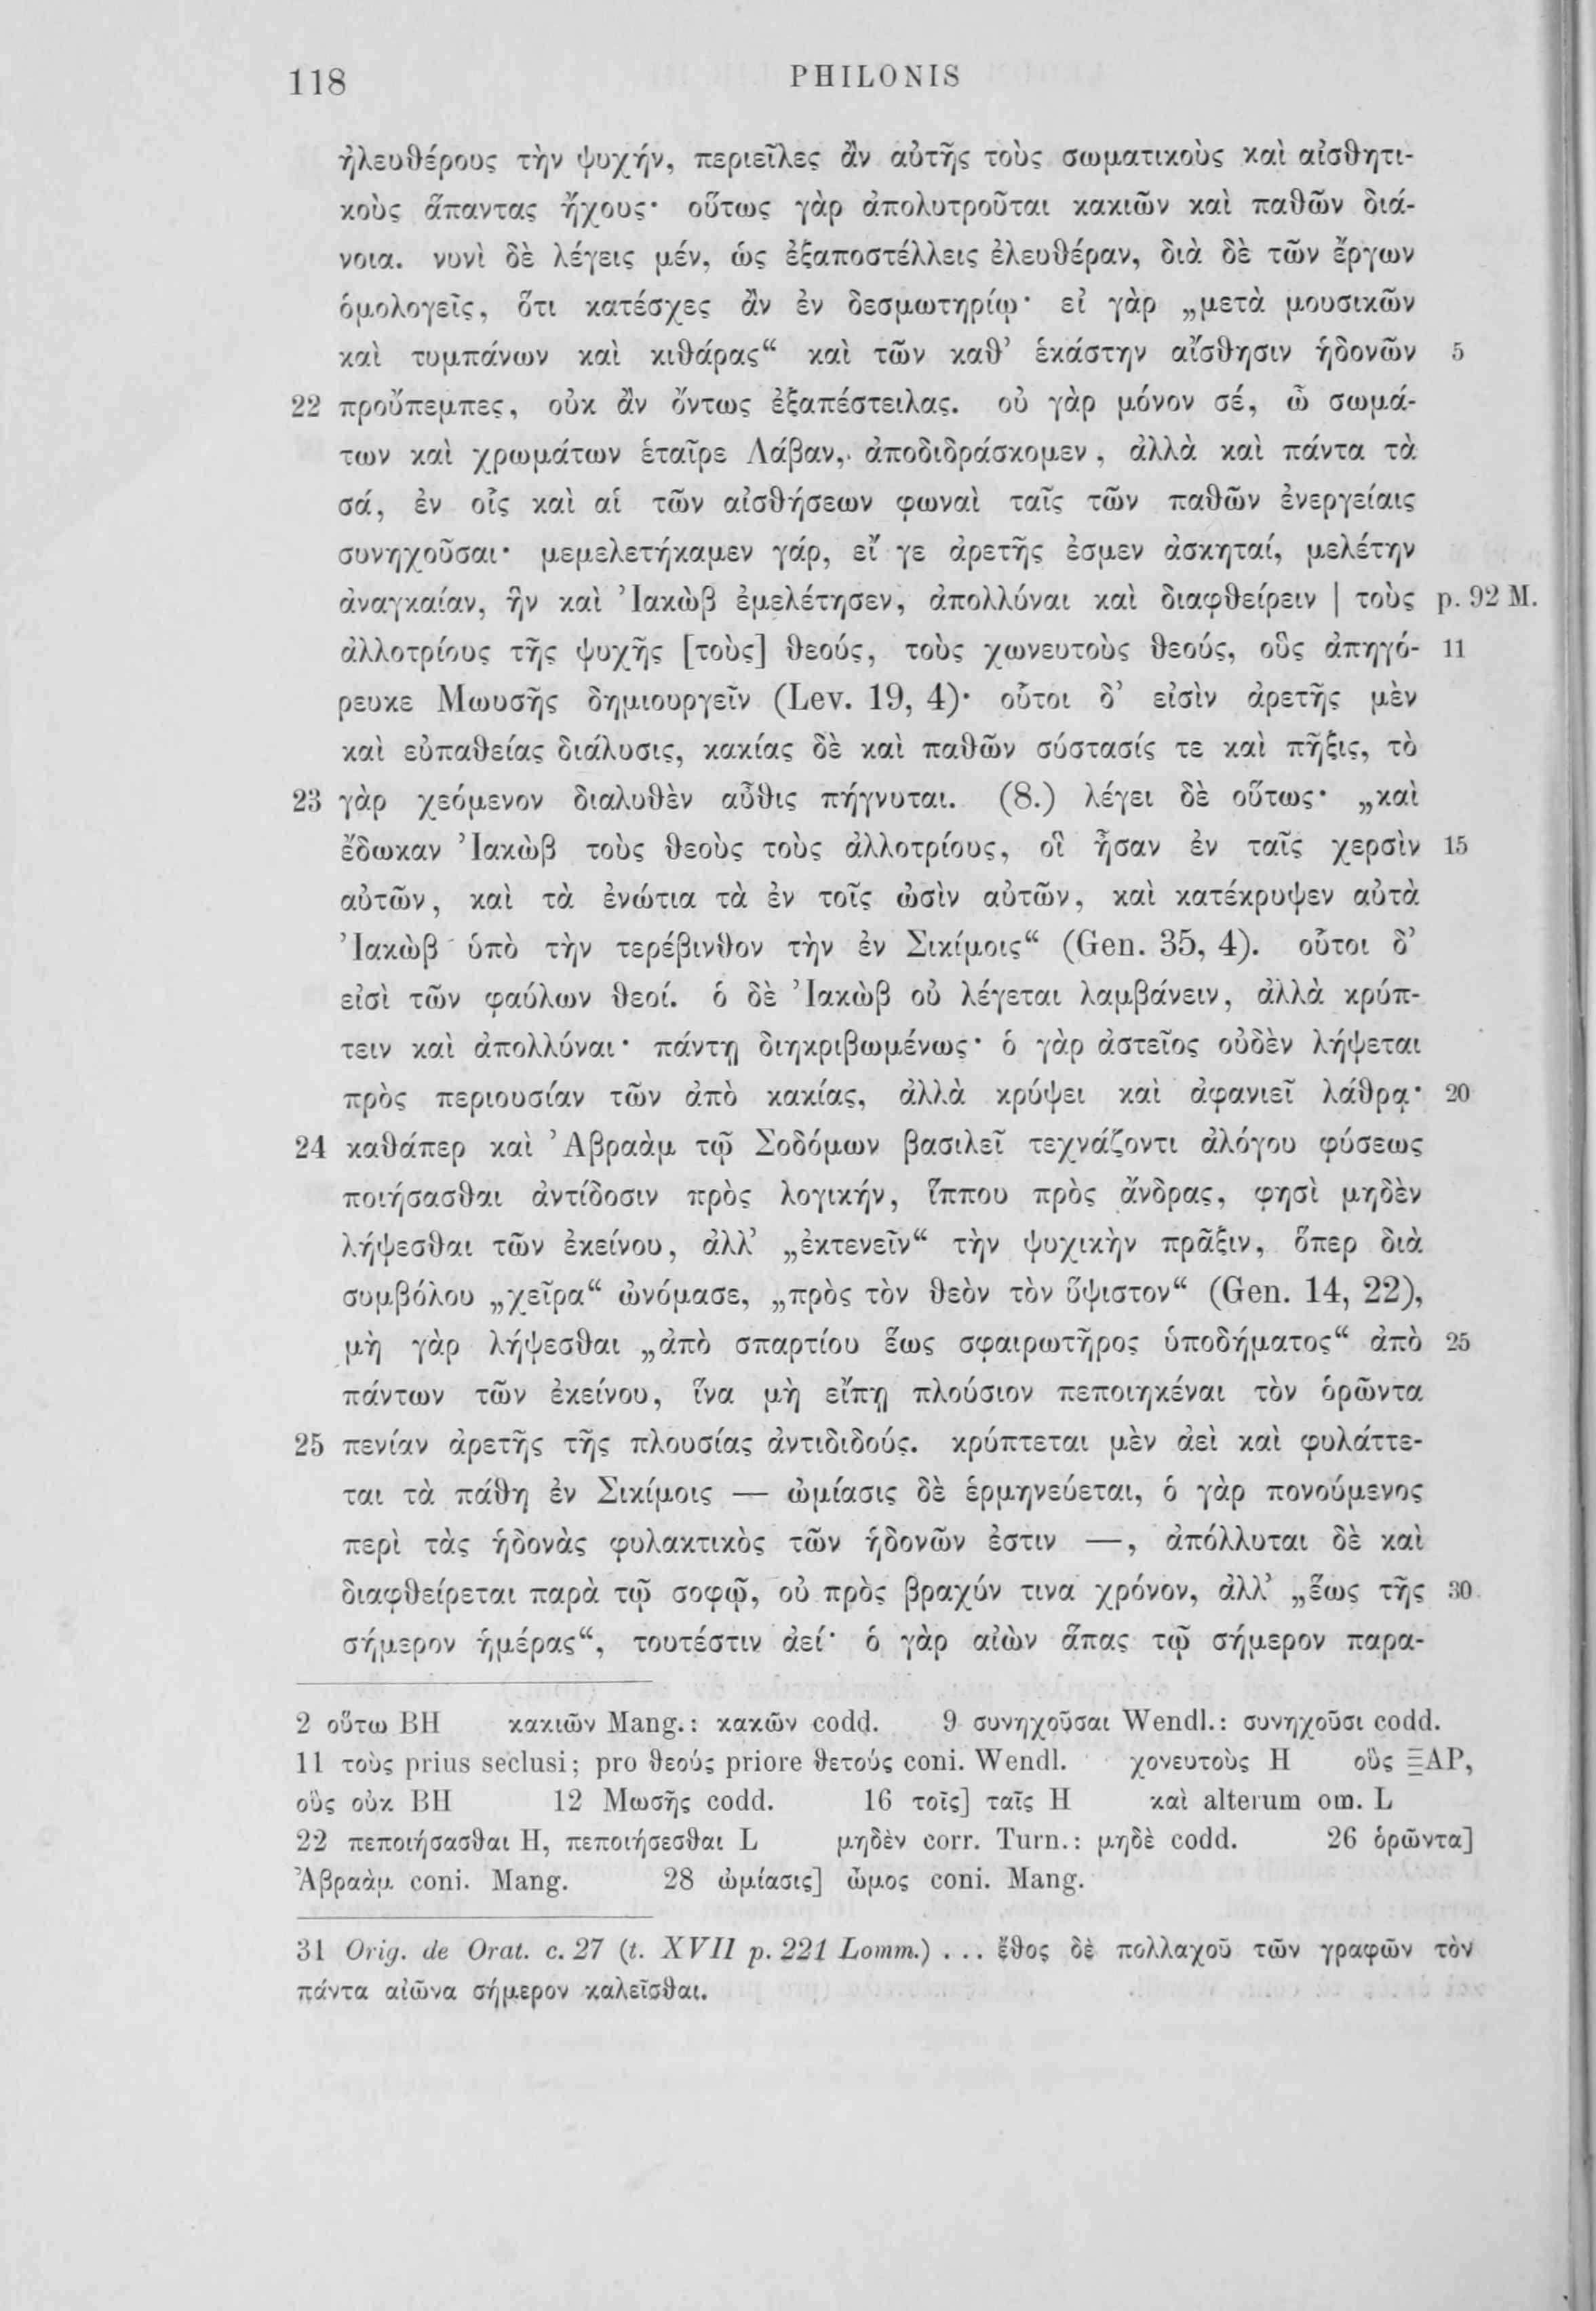 118 PHILONIS
ἠλευθέρους τὴν ψυχήν, περιεῖλες ἂν αὐτῆς τοὺς σωματικοὺς καὶ αἰσθητι-
κοὺς ἅπαντας ἤχους· οὕτως γὰρ ἀπολυτροῦται κακιῶν καὶ παθῶν διά-
νοια. νυνὶ δὲ λέγεις μέν, ὡς ἐξαποστέλλεις ἐλευθέραν, διὰ δὲ τῶν ἔργων
ὁμολογεῖς, ὅτι κατέσχες ἂν ἐν δεσμωτηρίῳ· εἰ γὰρ „μετὰ μουσικῶν
καὶ τυμπάνων καὶ κιθάρας“ καὶ τῶν καθ’ ἑκάστην αἴσθησιν ἡδονῶν 5
22 προὔπεμπες, οὐκ ἂν ὄντως ἐξαπέστειλας. οὐ γὰρ μόνον σέ, ὦ σωμά-
των καὶ χρωμάτων ἑταῖρε Λάβαν, ἀποδιδράσκομεν, ἀλλὰ καὶ πάντα τὰ
σά, ἐν οἷς καὶ αἱ τῶν αἰσθήσεων φωναὶ ταῖς τῶν παθῶν ἐνεργείαις
συνηχοῦσαι· μεμελετήκαμεν γάρ, εἴ γε ἀρετῆς ἐσμεν ἀσκηταί, μελέτην
ἀναγκαίαν, ἣν καὶ Ἰακὼβ ἐμελέτησεν, ἀπολλύναι καὶ διαφθείρειν | τοὺς p. 92 M.
ἀλλοτρίους τῆς ψυχῆς [τοὺς] θεούς, τοὺς χωνευτοὺς θεούς, οὓς ἀπηγό- 11
ρευκε Μωυσῆς δημιουργεῖν (Lev. 19, 4)· οὗτοι δ’ εἰσὶν ἀρετῆς μὲν
καὶ εὐπαθείας διάλυσις, κακίας δὲ καὶ παθῶν σύστασίς τε καὶ πῆξις, τὸ
23 γὰρ χεόμενον διαλυθὲν αὖθις πήγνυται. (8.) λέγει δὲ οὕτως· „καὶ
ἔδωκαν Ἰακὼβ τοὺς θεοὺς τοὺς ἀλλοτρίους, οἳ ἦσαν ἐν ταῖς χερσὶν 15
αὐτῶν, καὶ τὰ ἐνώτια τὰ ἐν τοῖς ὠσὶν αὐτῶν, καὶ κατέκρυψεν αὐτὰ
Ἰακὼβ ὑπὸ τὴν τερέβινθον τὴν ἐν Σικίμοις“ (Gen. 35, 4). οὗτοι δ’
εἰσὶ τῶν φαύλων θεοί. ὁ δὲ Ἰακὼβ οὐ λέγεται λαμβάνειν, ἀλλὰ κρύπ-
τειν καὶ ἀπολλύναι· πάντῃ διηκριβωμένως· ὁ γὰρ ἀστεῖος οὐδὲν λήψεται
πρὸς περιουσίαν τῶν ἀπὸ κακίας, ἀλλὰ κρύψει καὶ ἀφανιεῖ λάθρᾳ· 20
24 καθάπερ καὶ Ἀβραὰμ τῷ Σοδόμων βασιλεῖ τεχνάζοντι ἀλόγου φύσεως
ποιήσασθαι ἀντίδοσιν πρὸς λογικήν, ἵππου πρὸς ἄνδρας, φησὶ μηδὲν
λήψεσθαι τῶν ἐκείνου, ἀλλ’ „ἐκτενεῖν“ τὴν ψυχικὴν πρᾶξιν, ὅπερ διὰ
συμβόλου „χεῖρα“ ὠνόμασε, „πρὸς τὸν θεὸν τὸν ὕψιστον“ (Gen. 14, 22),
μὴ γὰρ λήψεσθαι „ἀπὸ σπαρτίου ἕως σφαιρωτῆρος ὑποδήματος“ ἀπὸ 25
πάντων τῶν ἐκείνου, ἵνα μὴ εἴπῃ πλούσιον πεποιηκέναι τὸν ὁρῶντα
25 πενίαν ἀρετῆς τῆς πλουσίας ἀντιδιδούς. κρύπτεται μὲν ἀεὶ καὶ φυλάττε-
ται τὰ πάθη ἐν Σικίμοις — ὠμίασις δὲ ἑρμηνεύεται, ὁ γὰρ πονούμενος
περὶ τὰς ἡδονὰς φυλακτικὸς τῶν ἡδονῶν ἐστιν —, ἀπόλλυται δὲ καὶ
διαφθείρεται παρὰ τῷ σοφῷ, οὐ πρὸς βραχύν τινα χρόνον, ἀλλ’ „ἕως τῆς 30
σήμερον ἡμέρας“, τουτέστιν ἀεί· ὁ γὰρ αἰὼν ἅπας τῷ σήμερον παρα-
2 οὕτω BH κακιῶν Mang.: κακῶν codd. 9 συνηχοῦσαι Wendl.: συνηχοῦσι codd.
11 τοὺς prius seclusi; pro θεούς priore θετούς coni. Wendl. χονευτοὺς H οὓς ΞAP,
οὓς οὐκ BH 12 Μωσῆς codd. 16 τοῖς] ταῖς H καὶ alterum om. L
22 πεποιήσασθαι H, πεποιήσεσθαι L μηδὲν corr. Turn.: μηδὲ codd. 26 ὁρῶντα]
Ἀβραὰμ coni. Mang. 28 ὠμίασις] ὦμος coni. Mang.
31 Orig. de Orat. c. 27 (t. XVII p. 221 Lomm.) . . . ἔθος δὲ πολλαχοῦ τῶν γραφῶν τὸν
πάντα αἰῶνα σήμερον καλεῖσθαι.